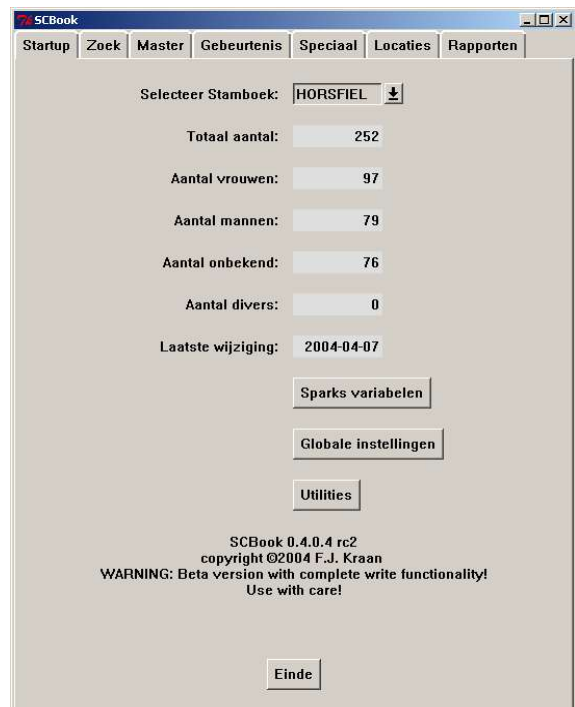 SCBook
Startup Zoek Master Gebeurtenis Speciaal Locaties Rapporten
Selecteer Stamboek: HORSFIEL
Totaal aantal: 252
Aantal vrouwen: 97
Aantal mannen: 79
Aantal onbekend: 76
Aantal divers: 0
Laatste wijziging: 2004-04-07
Sparks variabelen
Globale instellingen
Utilities
SCBook 0.4.0.4 rc2
copyright ©2004 F.J. Kraan
WARNING: Beta version with complete write functionality!
Use with care!
Einde